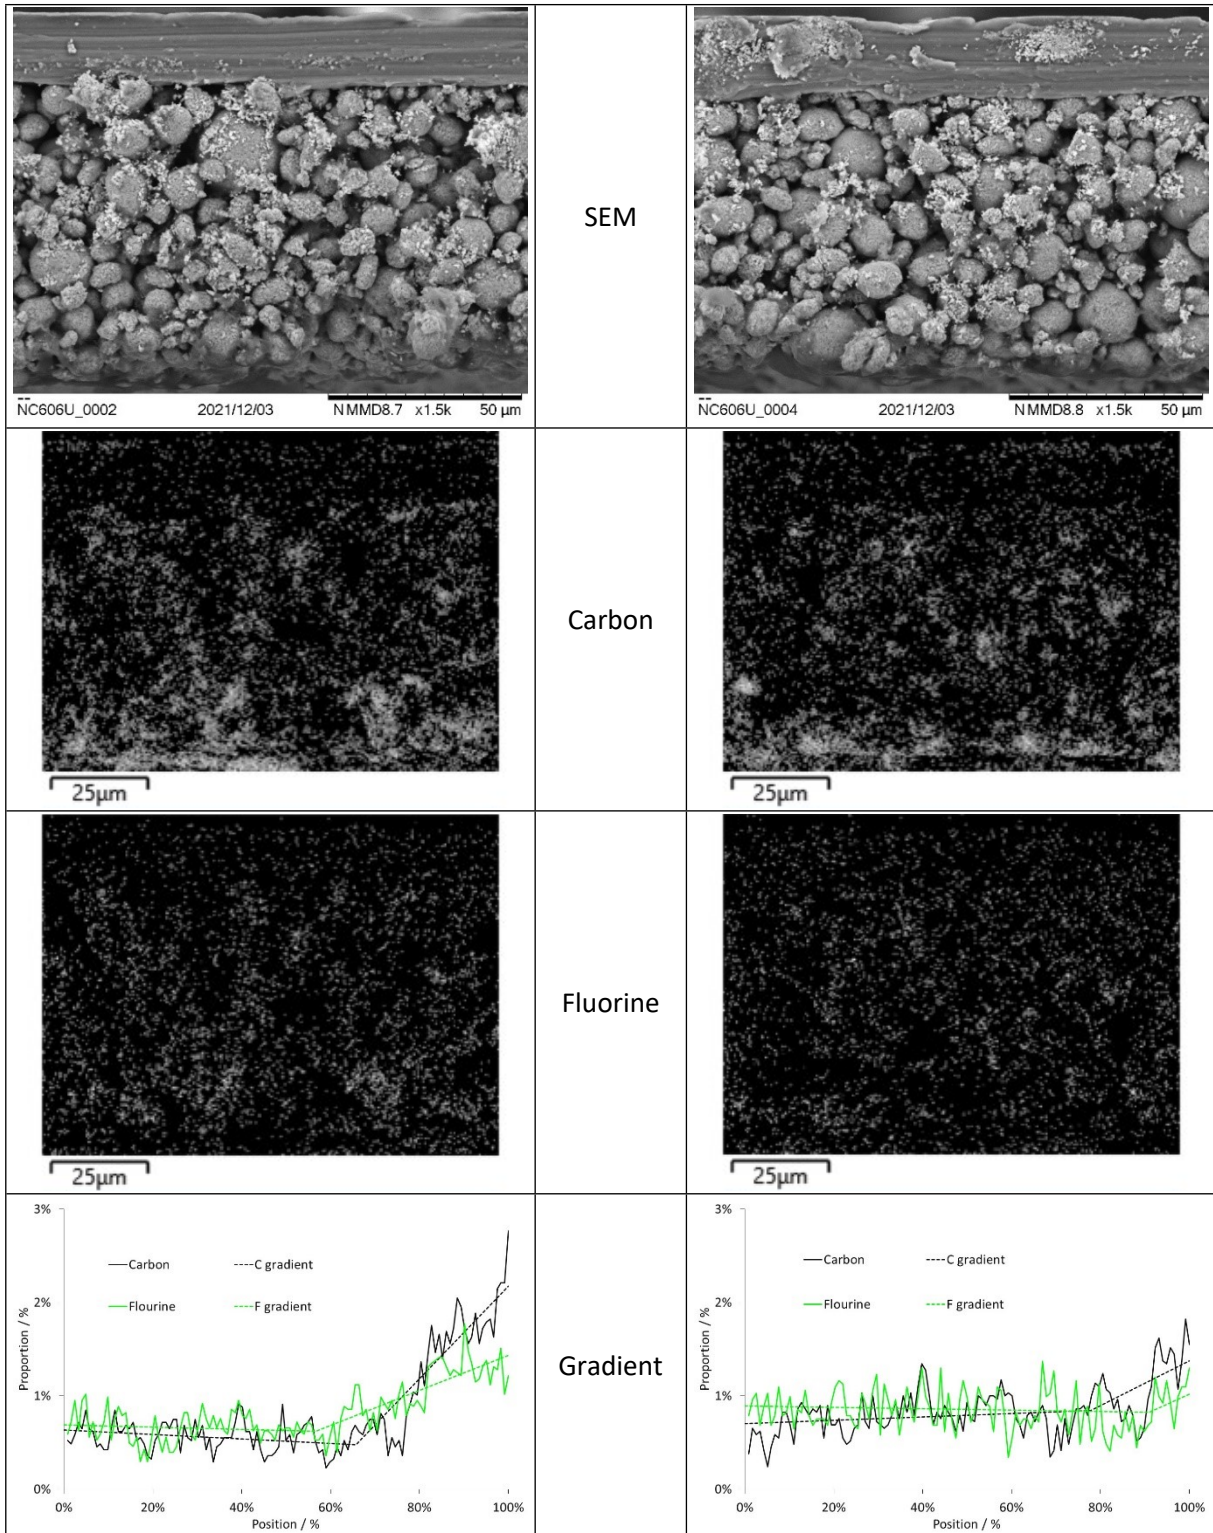 SEM
NC606U_0002 2021/12/03 N MMD8.7 x1.5k 50 µm
NC606U_0004 2021/12/03 N MMD8.8 x1.5k 50 µm
Carbon
25µm
25µm
Fluorine
25µm
25µm
Gradient
3%
2%
1%
0%
Proportion / %
Carbon
C gradient
Flourine
F gradient
0% 20% 40% 60% 80% 100%
Position / %
3%
2%
1%
0%
Proportion / %
Carbon
C gradient
Flourine
F gradient
0% 20% 40% 60% 80% 100%
Position / %